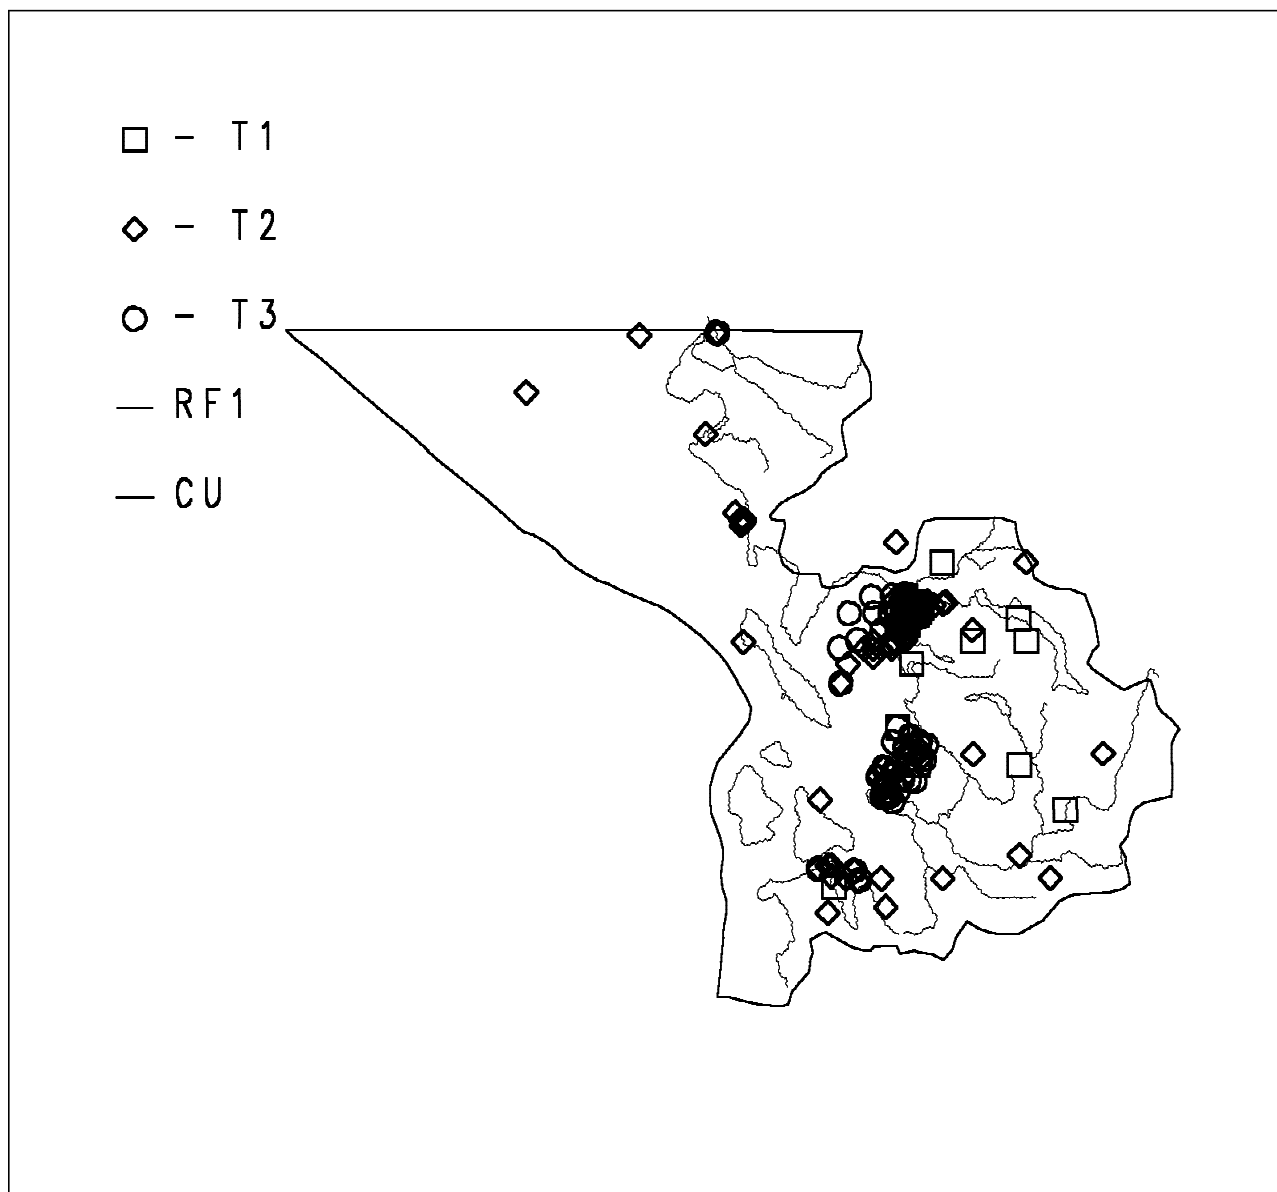 - T1
- T2
- T3
— RF1
— CU